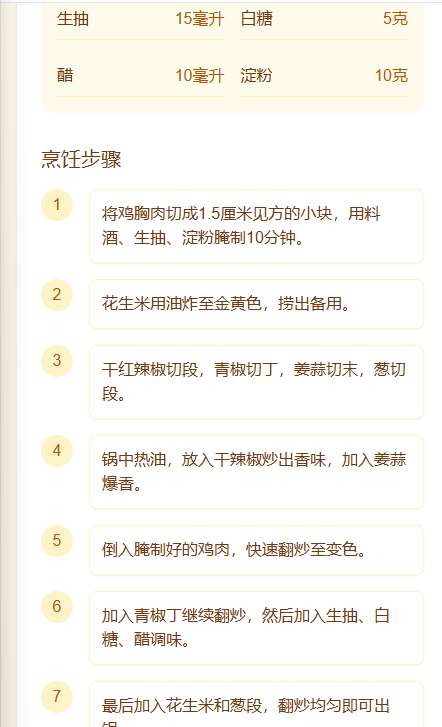 生抽 15毫升 白糖 5克
醋 10毫升 淀粉 10克
烹饪步骤
1 将鸡胸肉切成1.5厘米见方的小块，用料
酒、生抽、淀粉腌制10分钟。
2 花生米用油炸至金黄色，捞出备用。
3 干红辣椒切段，青椒切丁，姜蒜切末，葱切
段。
4 锅中热油，放入干辣椒炒出香味，加入姜蒜
爆香。
5 倒入腌制好的鸡肉，快速翻炒至变色。
6 加入青椒丁继续翻炒，然后加入生抽、白
糖、醋调味。
7 最后加入花生米和葱段，翻炒均匀即可出